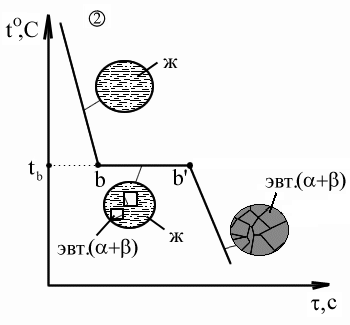 t°,C
②
ж
t_b
b
b'
эвт.(α+β)
эвт.(α+β)
ж
τ,c